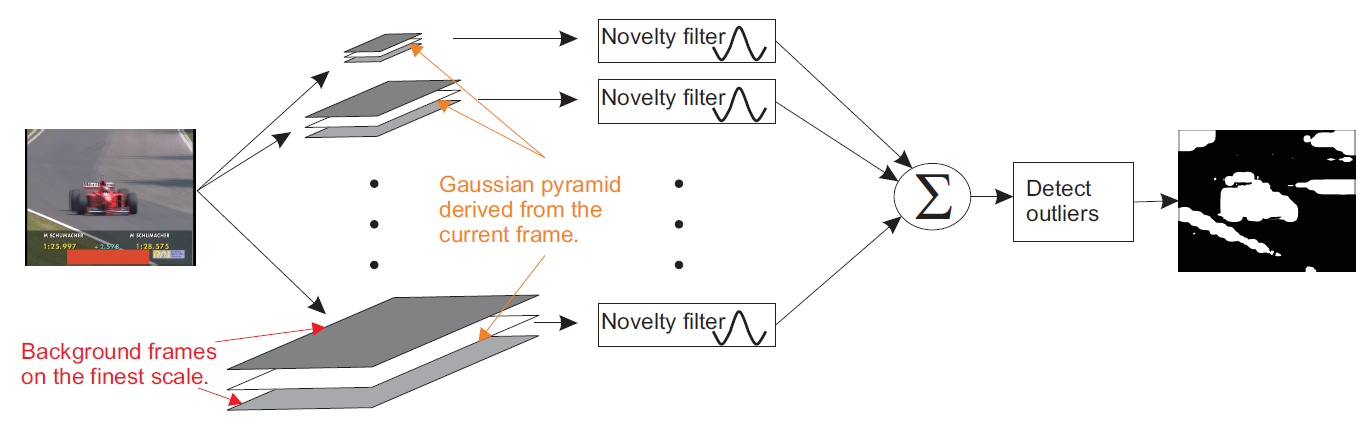 Novelty filter
Novelty filter
Gaussian pyramid
derived from the
current frame.
Σ
Detect
outliers
M SCHUMACHER M SCHUMACHER
1:25.997 +2.578 1:28.575
Novelty filter
Background frames
on the finest scale.